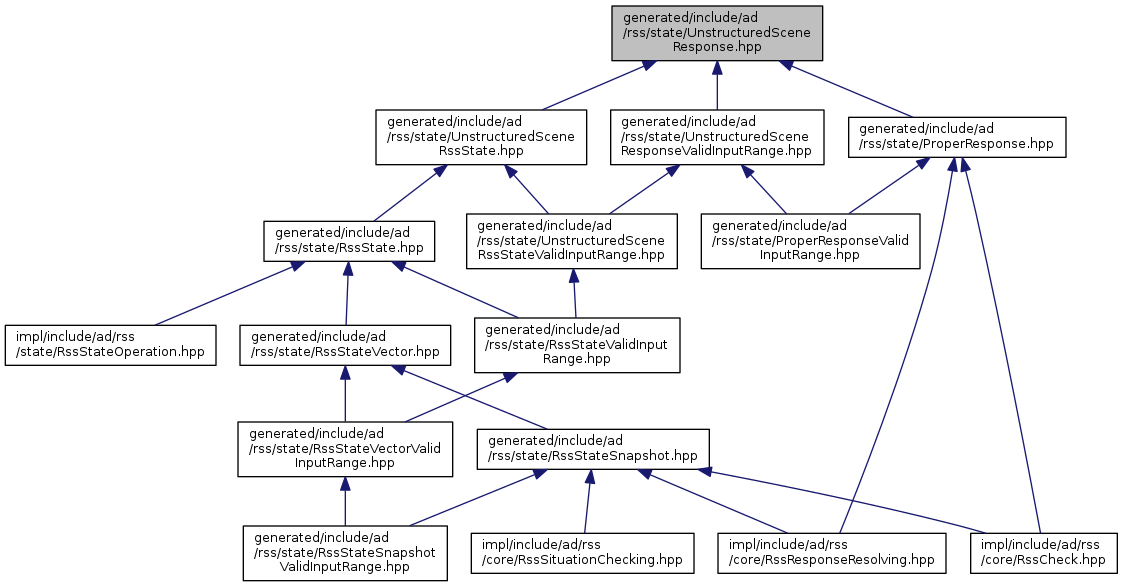 generated/include/ad
/rss/state/UnstructuredScene
Response.hpp
generated/include/ad
/rss/state/UnstructuredScene
RssState.hpp
generated/include/ad
/rss/state/UnstructuredScene
ResponseValidInputRange.hpp
generated/include/ad
/rss/state/ProperResponse.hpp
generated/include/ad
/rss/state/RssState.hpp
generated/include/ad
/rss/state/UnstructuredScene
RssStateValidInputRange.hpp
generated/include/ad
/rss/state/ProperResponseValid
InputRange.hpp
impl/include/ad/rss
/state/RssStateOperation.hpp
generated/include/ad
/rss/state/RssStateVector.hpp
generated/include/ad
/rss/state/RssStateValidInput
Range.hpp
generated/include/ad
/rss/state/RssStateVectorValid
InputRange.hpp
generated/include/ad
/rss/state/RssStateSnapshot.hpp
generated/include/ad
/rss/state/RssStateSnapshot
ValidInputRange.hpp
impl/include/ad/rss
/core/RssSituationChecking.hpp
impl/include/ad/rss
/core/RssResponseResolving.hpp
impl/include/ad/rss
/core/RssCheck.hpp